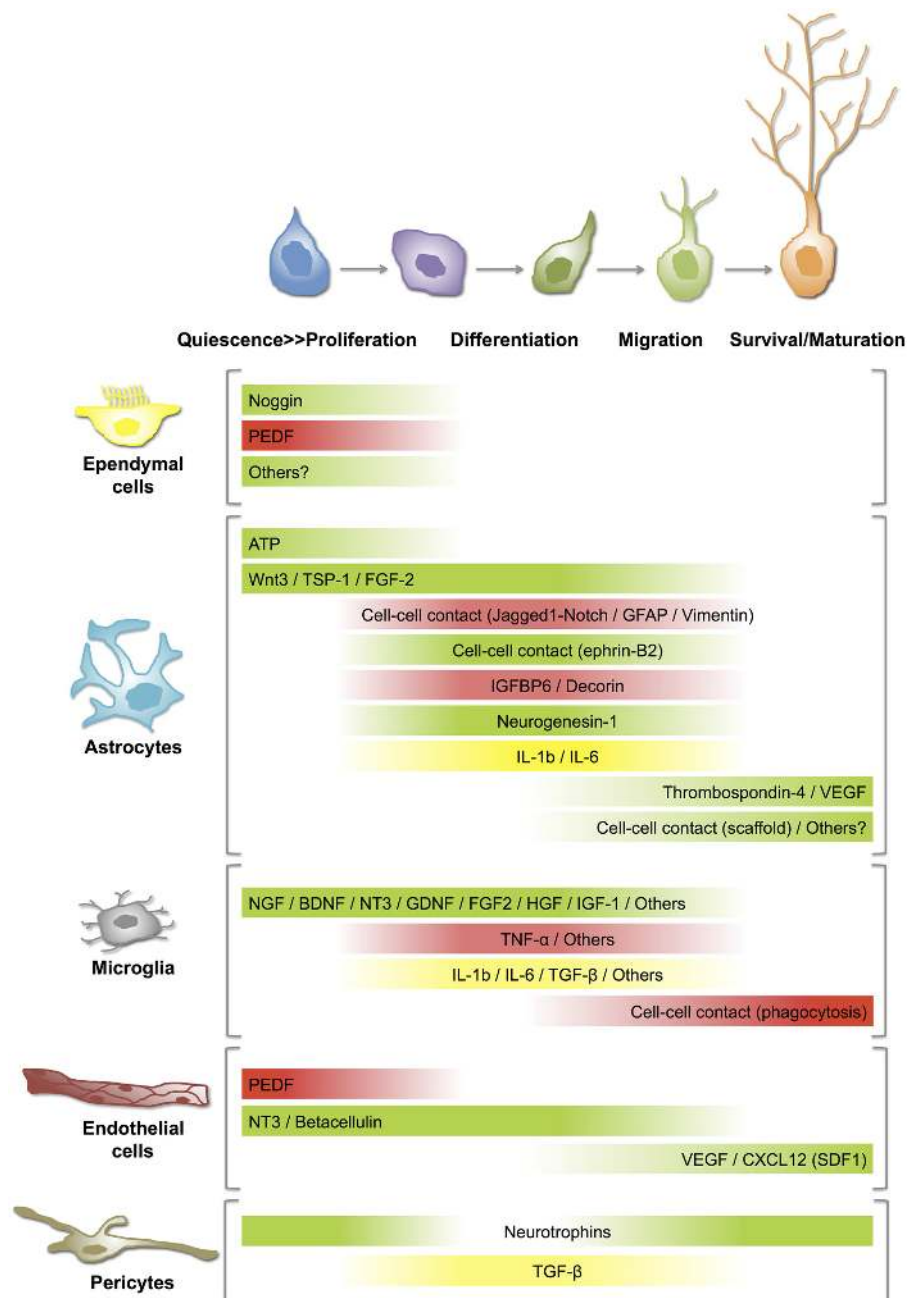 Quiescence>>Proliferation Differentiation Migration Survival/Maturation
Noggin
PEDF
Others?
Ependymal
cells
ATP
Wnt3 / TSP-1 / FGF-2
Cell-cell contact (Jagged1-Notch / GFAP / Vimentin)
Cell-cell contact (ephrin-B2)
IGFBP6 / Decorin
Neurogenesin-1
IL-1b / IL-6
Thrombospondin-4 / VEGF
Cell-cell contact (scaffold) / Others?
Astrocytes
NGF / BDNF / NT3 / GDNF / FGF2 / HGF / IGF-1 / Others
TNF-α / Others
IL-1b / IL-6 / TGF-β / Others
Cell-cell contact (phagocytosis)
Microglia
PEDF
NT3 / Betacellulin
VEGF / CXCL12 (SDF1)
Endothelial
cells
Neurotrophins
TGF-β
Pericytes